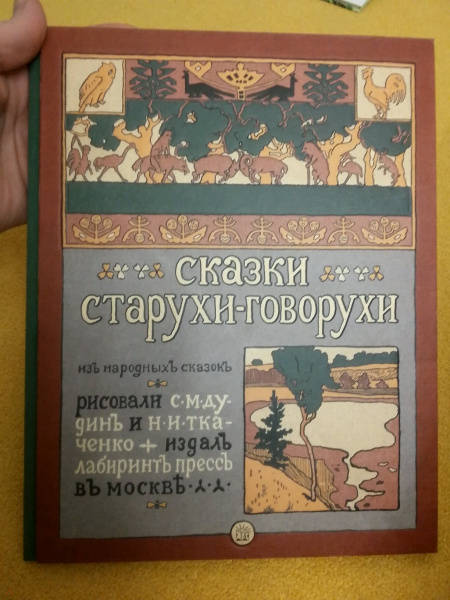 сказки
старухи-говорухи
изъ народныхъ сказокъ
рисовали с.м.ду-
динъ и н.и.тка-
ченко + издалъ
лабиринтъ прессъ
въ москвѣ